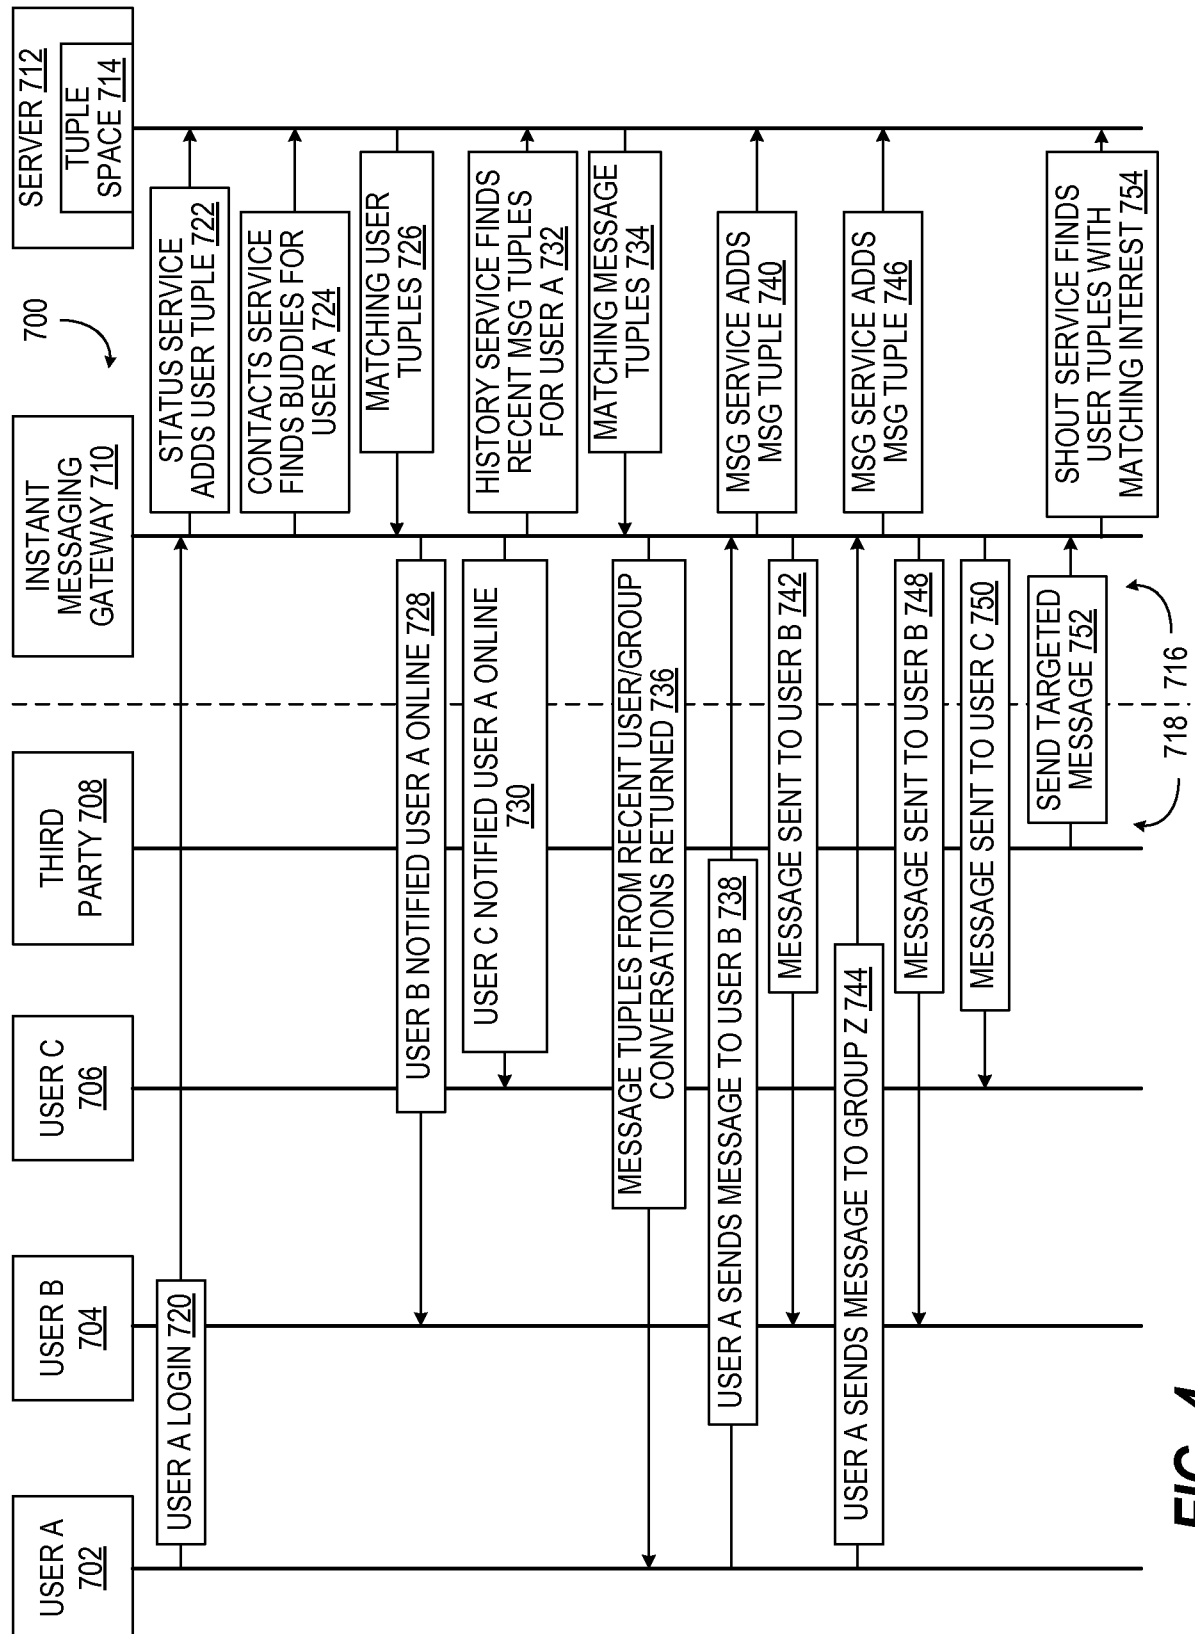 USER A
702
USER B
704
USER C
706
THIRD
PARTY 708
INSTANT
MESSAGING
GATEWAY 710
700
SERVER 712
TUPLE
SPACE 714
USER A LOGIN 720
STATUS SERVICE
ADDS USER TUPLE 722
CONTACTS SERVICE
FINDS BUDDIES FOR
USER A 724
MATCHING USER
TUPLES 726
USER B NOTIFIED USER A ONLINE 728
USER C NOTIFIED USER A ONLINE
730
HISTORY SERVICE FINDS
RECENT MSG TUPLES
FOR USER A 732
MATCHING MESSAGE
TUPLES 734
MESSAGE TUPLES FROM RECENT USER/GROUP
CONVERSATIONS RETURNED 736
USER A SENDS MESSAGE TO USER B 738
MSG SERVICE ADDS
MSG TUPLE 740
MESSAGE SENT TO USER B 742
USER A SENDS MESSAGE TO GROUP Z 744
MSG SERVICE ADDS
MSG TUPLE 746
MESSAGE SENT TO USER B 748
MESSAGE SENT TO USER C 750
SEND TARGETED
MESSAGE 752
SHOUT SERVICE FINDS
USER TUPLES WITH
MATCHING INTEREST 754
718
716